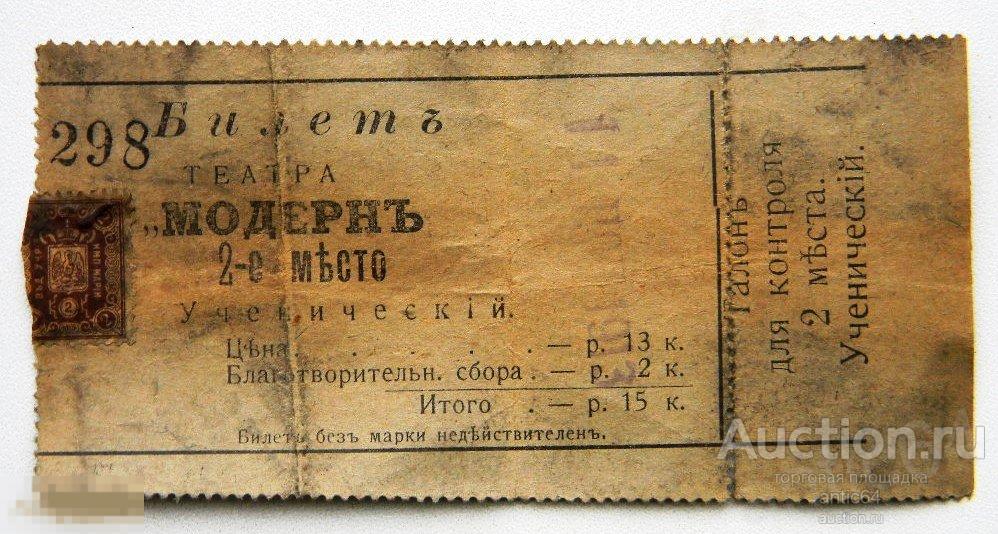 298
Билетъ
ТЕАТРА
„МОДЕРНЪ
2-е МѢСТО
Ученическій.
Цѣна . . . . . — р. 13 к.
Благотворительн. сбора . — р. 2 к.
Итого . — р. 15 к.
Билетъ безъ марки недѣйствителенъ.
Талонъ
для контроля
2 мѣста.
Ученическій.
Auction.ru
торговая площадка
antic64
auction.ru